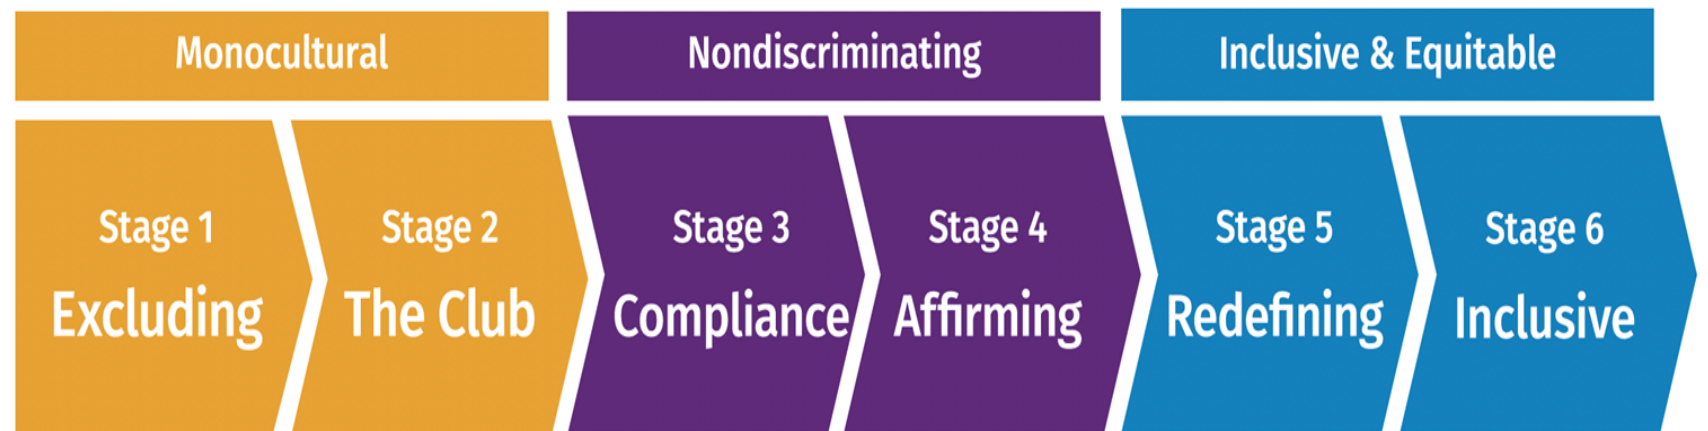 Monocultural
Nondiscriminating
Inclusive & Equitable
Stage 1
Excluding
Stage 2
The Club
Stage 3
Compliance
Stage 4
Affirming
Stage 5
Redefining
Stage 6
Inclusive